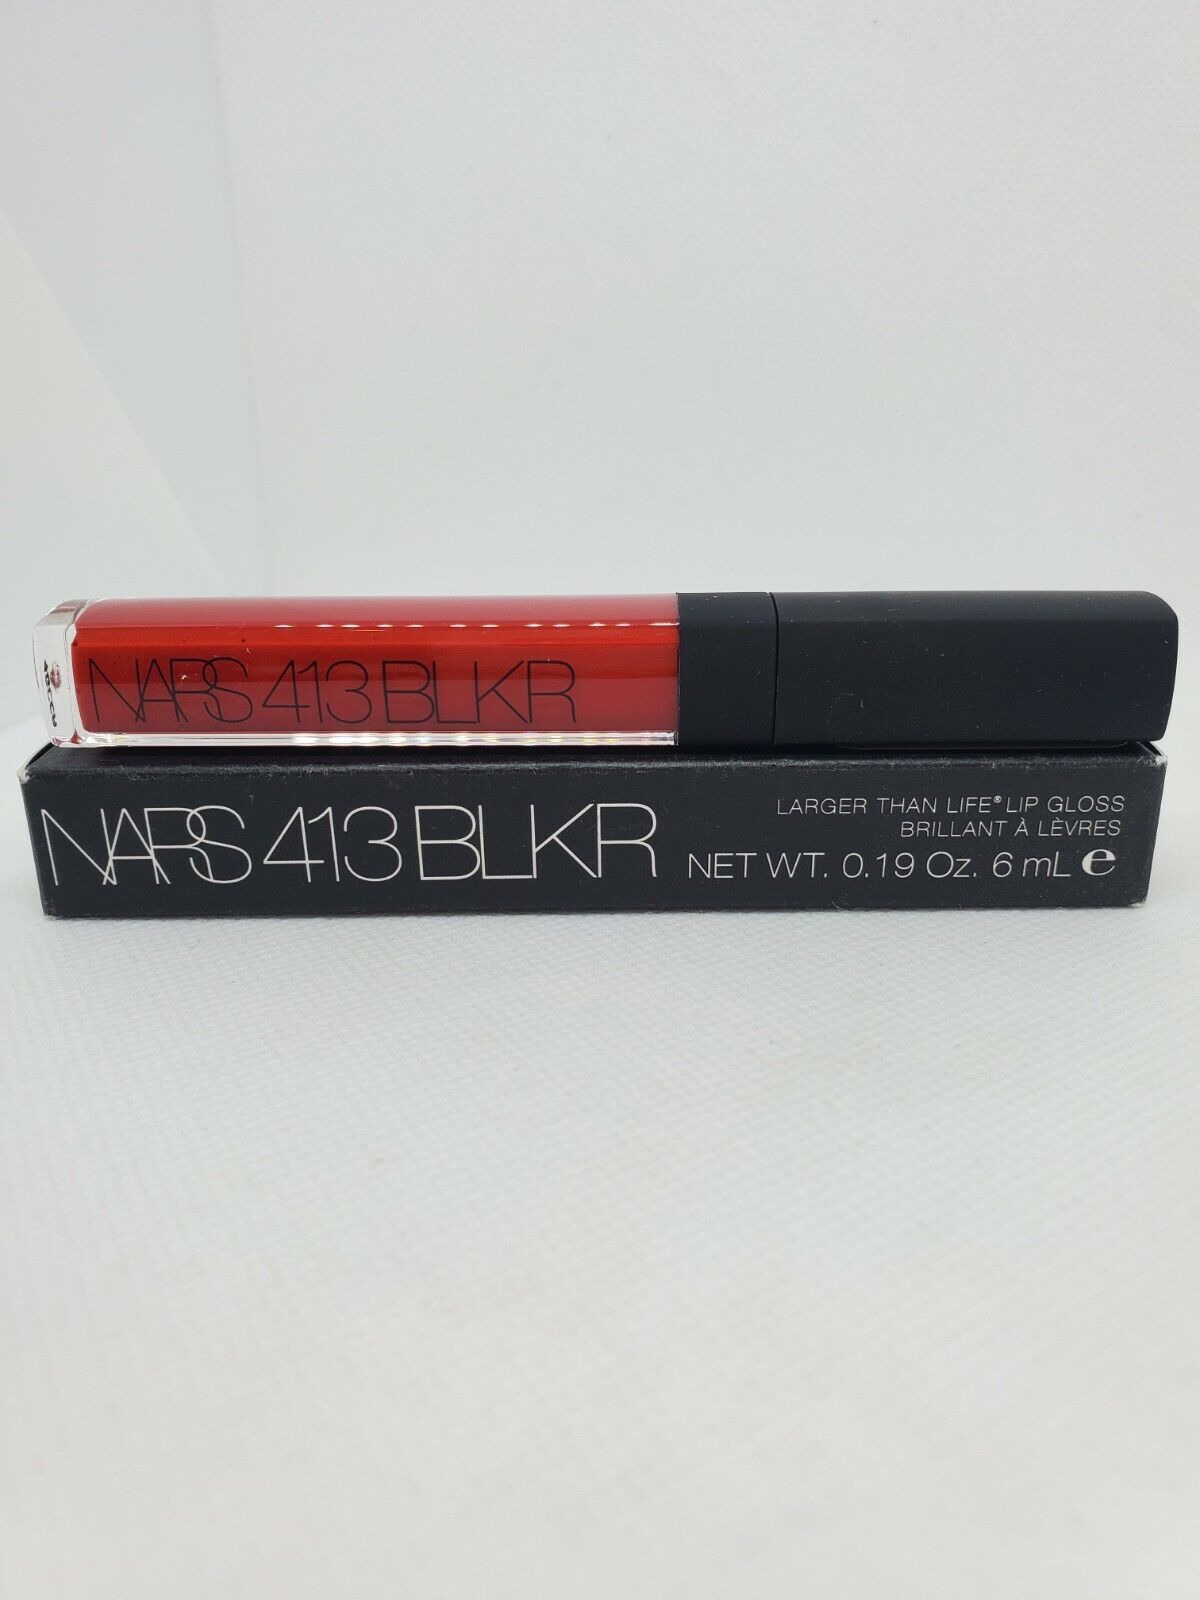 NARS 413 BLKR
NARS 413 BLKR
LARGER THAN LIFE® LIP GLOSS
BRILLANT À LÈVRES
NET WT. 0.19 OZ. 6 mL ℮